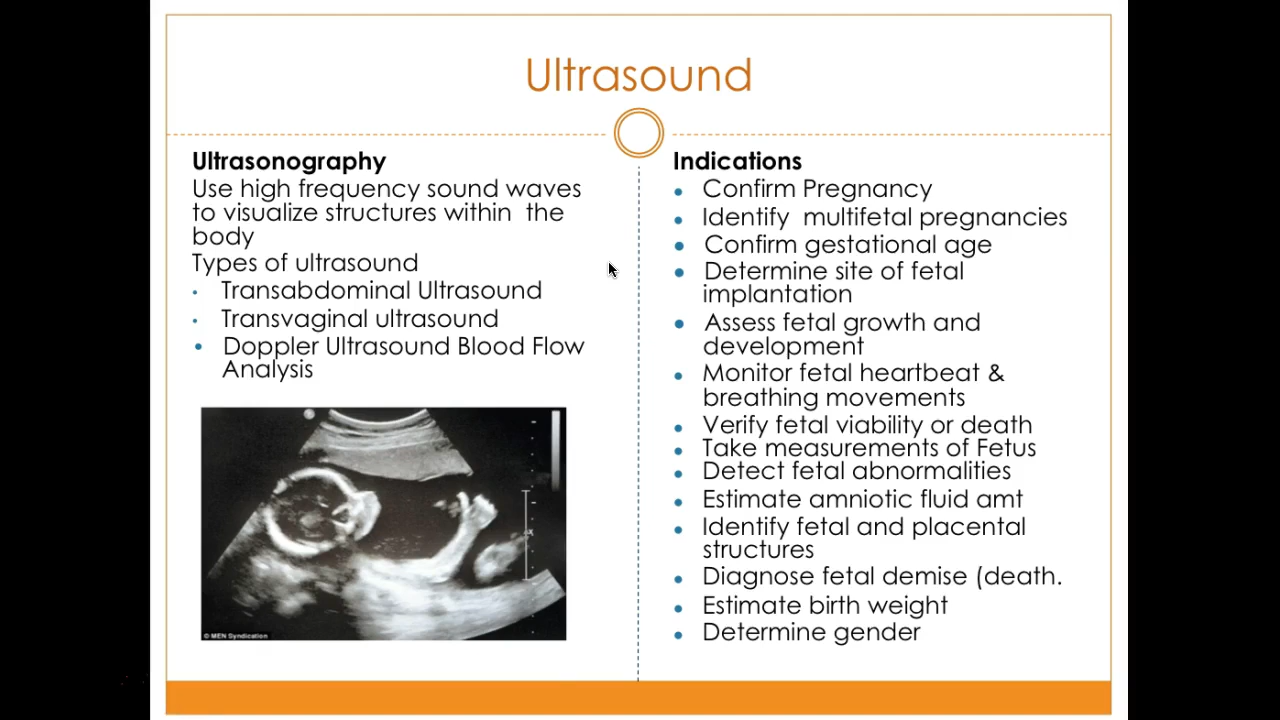 Ultrasound
Ultrasonography
Use high frequency sound waves
to visualize structures within  the
body
Types of ultrasound
• Transabdominal Ultrasound
• Transvaginal ultrasound
• Doppler Ultrasound Blood Flow
Analysis
© MEN Syndication
Indications
• Confirm Pregnancy
• Identify  multifetal pregnancies
• Confirm gestational age
• Determine site of fetal
implantation
• Assess fetal growth and
development
• Monitor fetal heartbeat &
breathing movements
• Verify fetal viability or death
• Take measurements of Fetus
• Detect fetal abnormalities
• Estimate amniotic fluid amt
• Identify fetal and placental
structures
• Diagnose fetal demise (death.
• Estimate birth weight
• Determine gender